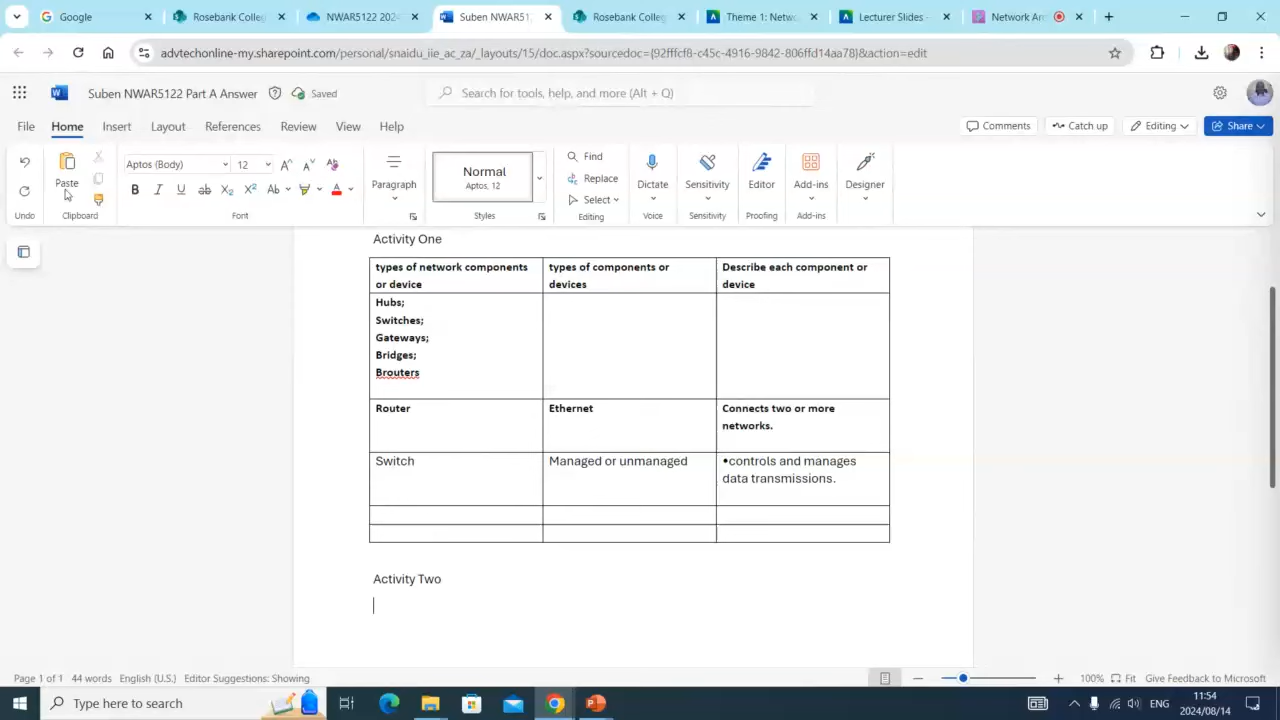 Google
Rosebank Colleg
NWAR5122 2024
Suben NWAR51
Rosebank Colleg
Theme 1: Netwo
Lecturer Slides -
Network Arc
advtechonline-my.sharepoint.com/personal/snaidu_iie_ac_za/_layouts/15/doc.aspx?sourcedoc={92fffcf8-c45c-4916-9842-806ffd14aa78}&action=edit
Suben NWAR5122 Part A Answer
Saved
Search for tools, help, and more (Alt + Q)
File Home Insert Layout References Review View Help
Comments Catch up Editing Share
Paste
Aptos (Body) 12
Paragraph
Normal
Aptos, 12
Find
Replace
Select
Dictate
Sensitivity
Editor
Add-ins
Designer
Undo Clipboard Font Styles Editing Voice Sensitivity Proofing Add-ins
Activity One
types of network components
or device
types of components or
devices
Describe each component or
device
Hubs;
Switches;
Gateways;
Bridges;
Brouters
Router
Ethernet
Connects two or more
networks.
Switch
Managed or unmanaged
•controls and manages
data transmissions.
Activity Two
Page 1 of 1 44 words English (U.S.) Editor Suggestions: Showing
100% Fit Give Feedback to Microsoft
Type here to search
ENG
11:54
2024/08/14